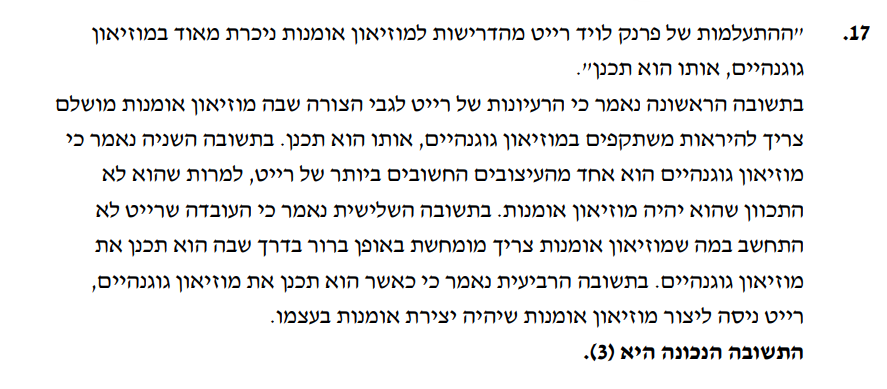 17. "ההתעלמות של פרנק לויד רייט מהדרישות למוזיאון אומנות ניכרת מאוד במוזיאון
גוגנהיים, אותו הוא תכנן".
בתשובה הראשונה נאמר כי הרעיונות של רייט לגבי הצורה שבה מוזיאון אומנות מושלם
צריך להיראות משתקפים במוזיאון גוגנהיים, אותו הוא תכנן. בתשובה השניה נאמר כי
מוזיאון גוגנהיים הוא אחד מהעיצובים החשובים ביותר של רייט, למרות שהוא לא
התכוון שהוא יהיה מוזיאון אומנות. בתשובה השלישית נאמר כי העובדה שרייט לא
התחשב במה שמוזיאון אומנות צריך מומחשת באופן ברור בדרך שבה הוא תכנן את
מוזיאון גוגנהיים. בתשובה הרביעית נאמר כי כאשר הוא תכנן את מוזיאון גוגנהיים,
רייט ניסה ליצור מוזיאון אומנות שיהיה יצירת אומנות בעצמו.
התשובה הנכונה היא (3).